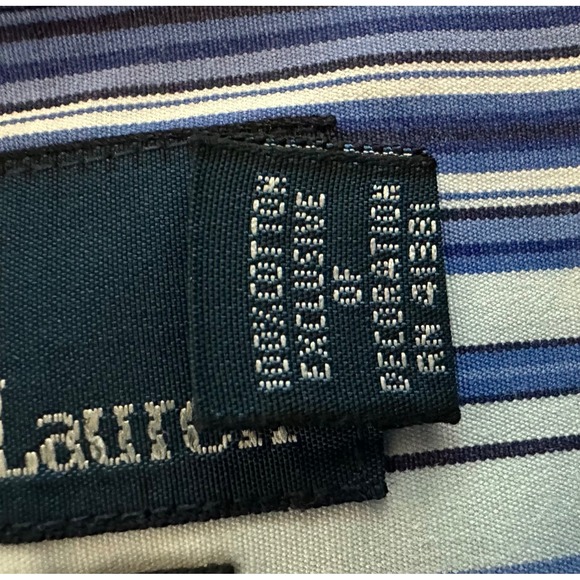 Lauren
100%COTTON
EXCLUSIVE
OF
DECORATION
RN 41381